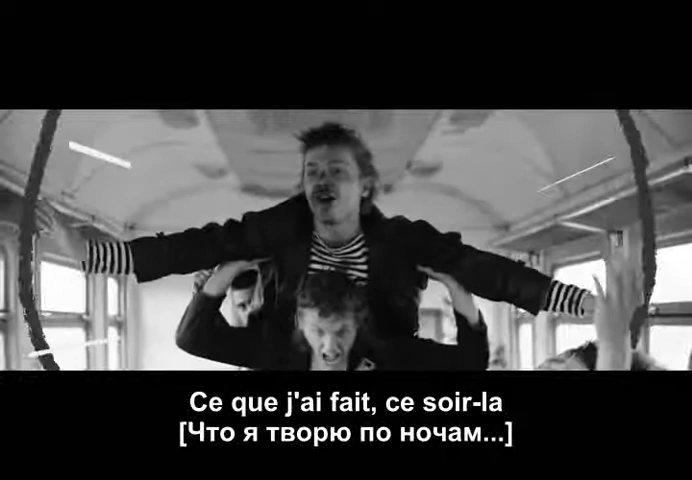 Ce que j'ai fait, ce soir-la
[Что я творю по ночам...]